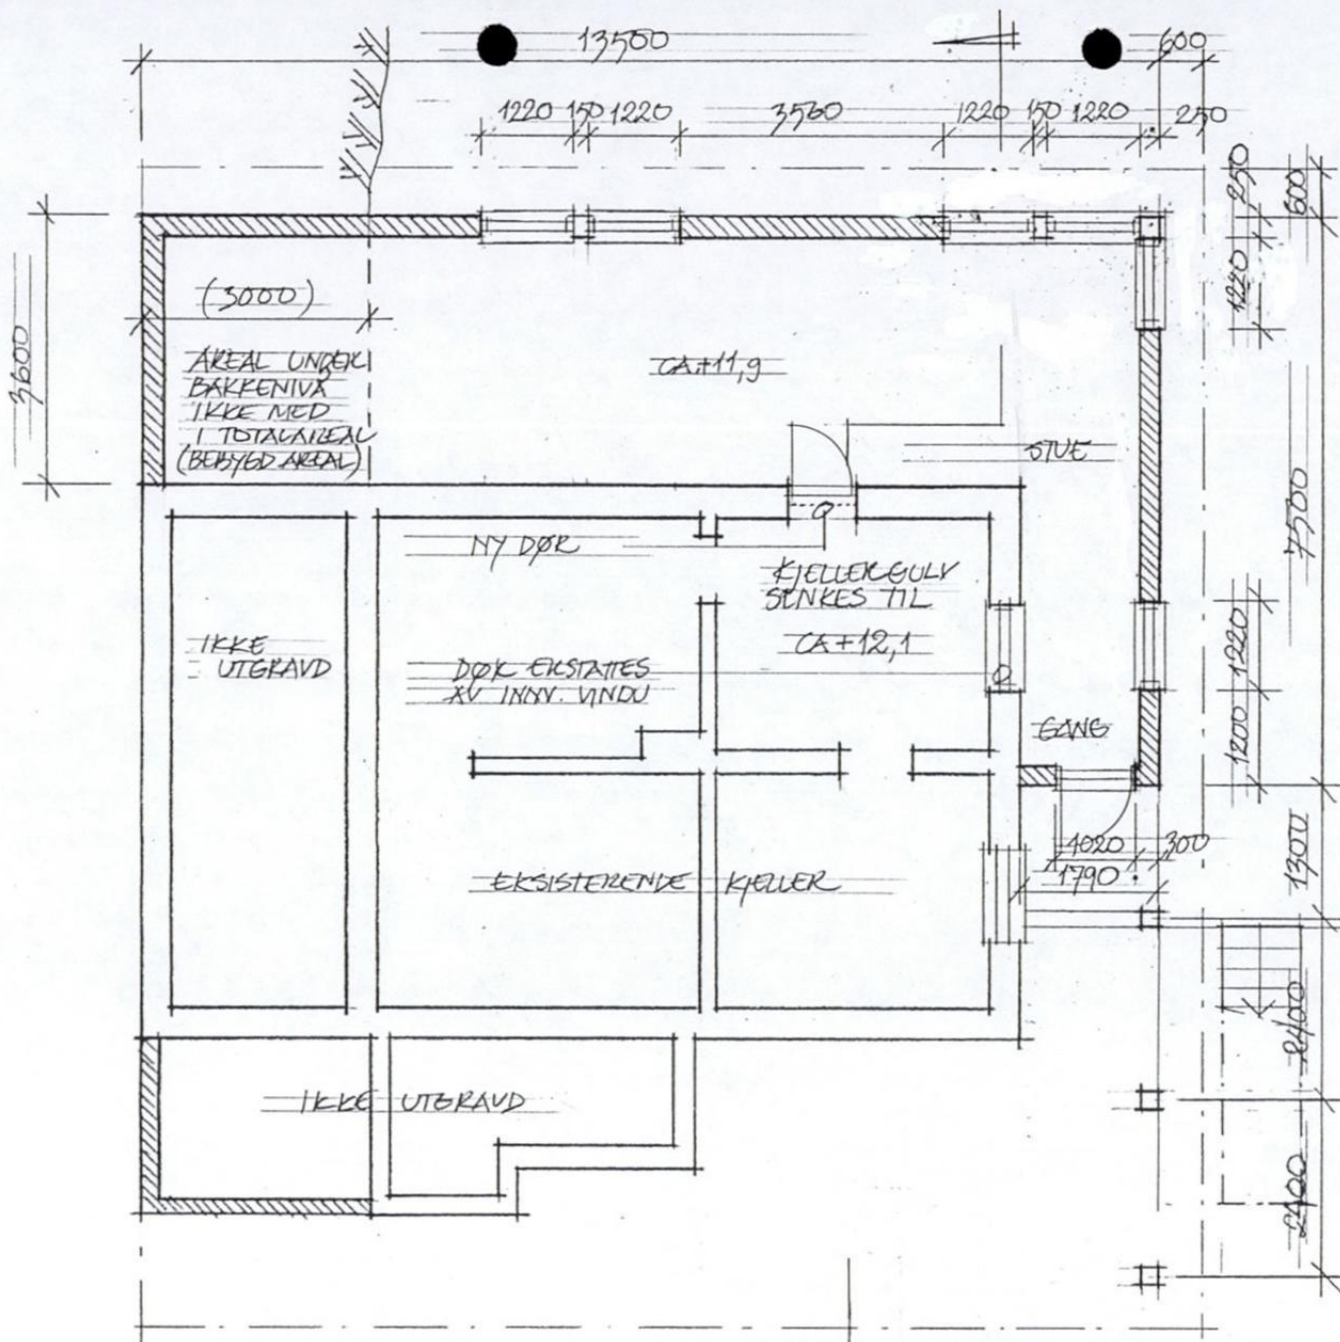 13500
600
1220 150 1220
3560
1220 150 1220
250
250
600
1220
(3000)
3600
AREAL UNDER
BAKKENIVÅ
IKKE MED
I TOTALAREAL
(BEBYGD AREAL)
CA+11,9
STUE
7500
NY DØR
KJELLERGULV
SENKES TIL
CA+12,1
IKKE
UTGRAVD
DØR ERSTATTES
AV INNV. VINDU
1220
1200
GANG
1020
300
1790
1300
EKSISTERENDE KJELLER
2400
IKKE UTGRAVD
2400